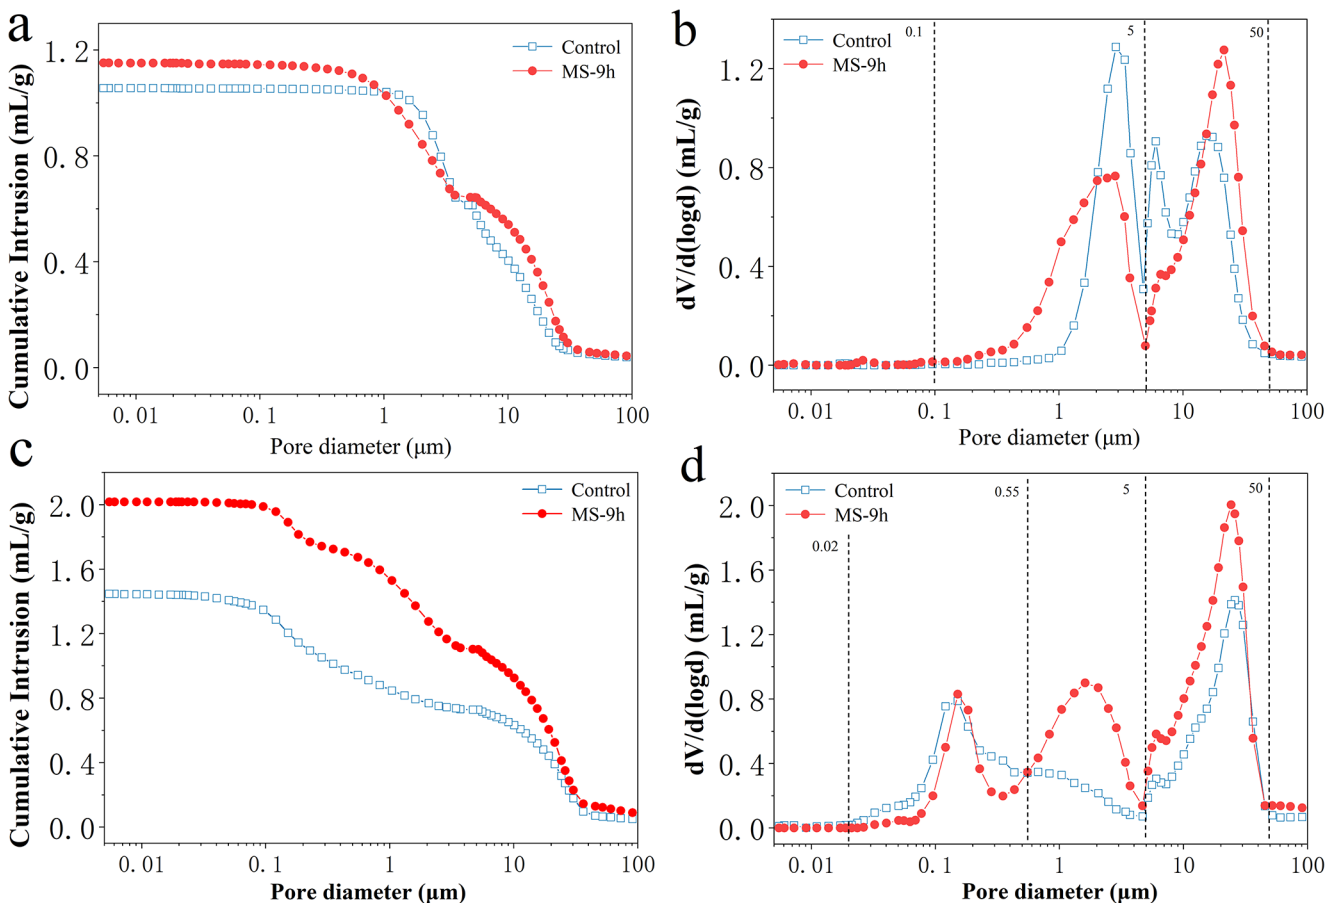 a
Cumulative Intrusion (mL/g)
1.2
0.8
0.4
0.0
Control
MS-9h
0.01 0.1 1 10 100
Pore diameter (μm)
b
dV/d(logd) (mL/g)
1.2
0.8
0.4
0.0
Control
MS-9h
0.1 5 50
0.01 0.1 1 10 100
Pore diameter (μm)
c
Cumulative Intrusion (mL/g)
2.0
1.6
1.2
0.8
0.4
0.0
Control
MS-9h
0.01 0.1 1 10 100
Pore diameter (μm)
d
dV/d(logd) (mL/g)
2.0
1.6
1.2
0.8
0.4
0.0
Control
MS-9h
0.02 0.55 5 50
0.01 0.1 1 10 100
Pore diameter (μm)